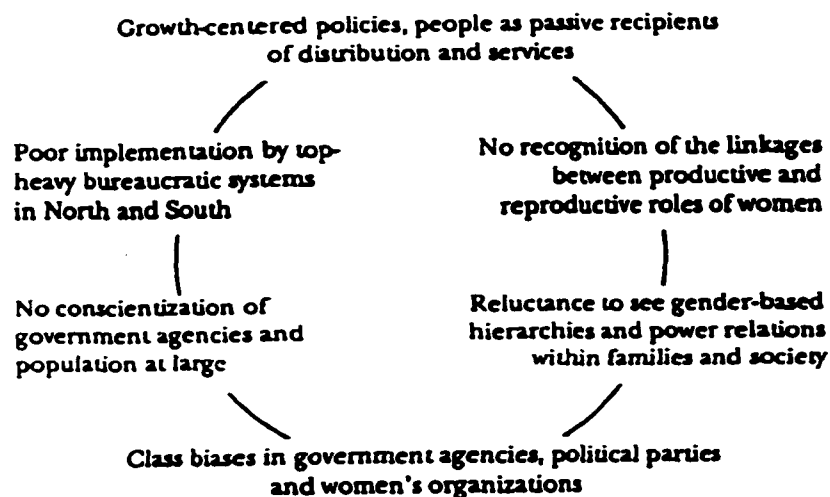 Growth-centered policies, people as passive recipients
of distribution and services
Poor implementation by top-
heavy bureaucratic systems
in North and South
No recognition of the linkages
between productive and
reproductive roles of women
No conscientization of
government agencies and
population at large
Reluctance to see gender-based
hierarchies and power relations
within families and society
Class biases in government agencies, political parties
and women's organizations